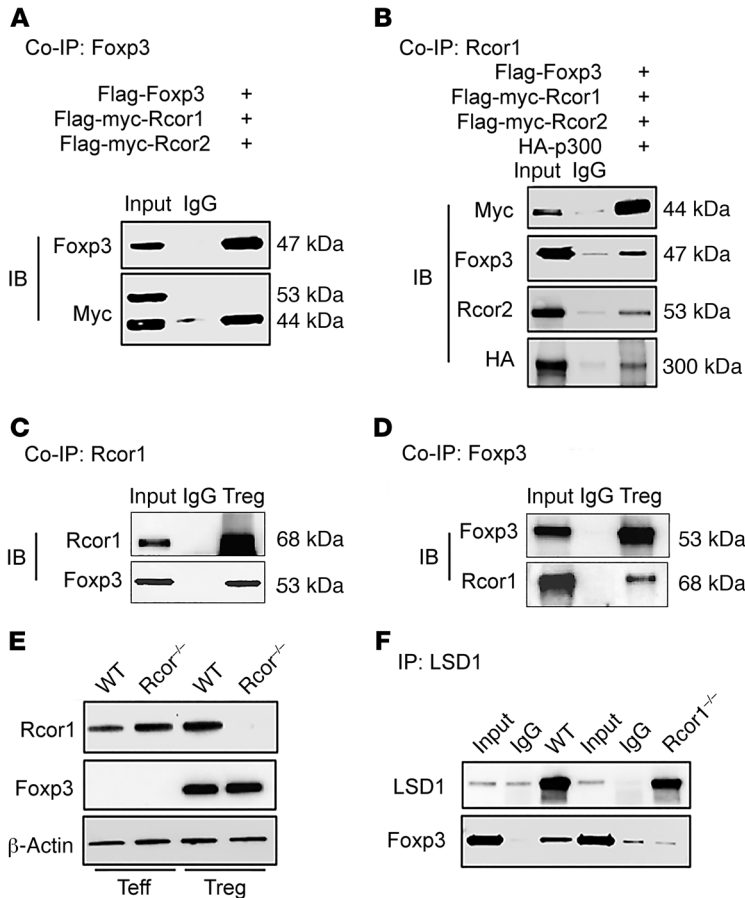 A
Co-IP: Foxp3
Flag-Foxp3 +
Flag-myc-Rcor1 +
Flag-myc-Rcor2 +
Input IgG
IB
Foxp3 47 kDa
Myc 53 kDa
44 kDa
B
Co-IP: Rcor1
Flag-Foxp3 +
Flag-myc-Rcor1 +
Flag-myc-Rcor2 +
HA-p300 +
Input IgG
IB
Myc 44 kDa
Foxp3 47 kDa
Rcor2 53 kDa
HA 300 kDa
C
Co-IP: Rcor1
Input IgG Treg
IB
Rcor1 68 kDa
Foxp3 53 kDa
D
Co-IP: Foxp3
Input IgG Treg
IB
Foxp3 53 kDa
Rcor1 68 kDa
E
WT Rcor–/– WT Rcor–/–
Rcor1
Foxp3
β-Actin
Teff Treg
F
IP: LSD1
Input IgG WT Input IgG Rcor1–/–
LSD1
Foxp3